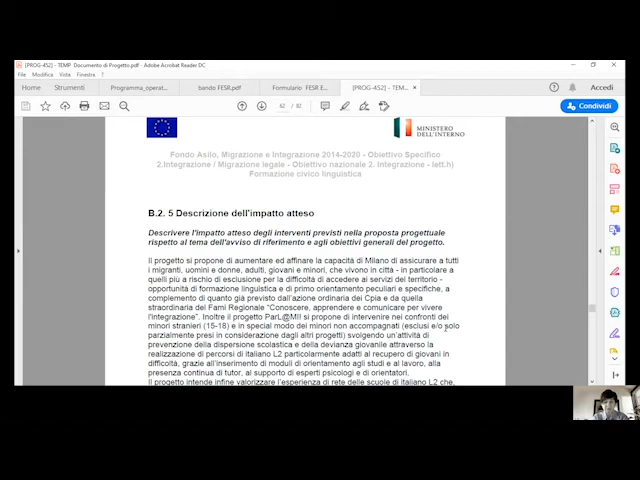 [PROG-452] - TEMP Documento di Progetto.pdf - Adobe Acrobat Reader DC
File Modifica Vista Finestra ?
Home Strumenti Programma_operat... bando FESR.pdf Formulario FESR E... [PROG-452] - TEM... × Accedi
62 / 82 Condividi
MINISTERO
DELL'INTERNO
Fondo Asilo, Migrazione e Integrazione 2014-2020 - Obiettivo Specifico
2.Integrazione / Migrazione legale - Obiettivo nazionale 2. Integrazione - lett.h)
Formazione civico linguistica
B.2. 5 Descrizione dell'impatto atteso
Descrivere l'impatto atteso degli interventi previsti nella proposta progettuale
rispetto al tema dell'avviso di riferimento e agli obiettivi generali del progetto.
Il progetto si propone di aumentare ed affinare la capacità di Milano di assicurare a tutti
i migranti, uomini e donne, adulti, giovani e minori, che vivono in città - in particolare a
quelli più a rischio di esclusione per la difficoltà di accedere ai servizi del territorio -
opportunità di formazione linguistica e di primo orientamento peculiari e specifiche, a
complemento di quanto già previsto dall'azione ordinaria dei Cpia e da quella
straordinaria del Fami Regionale "Conoscere, apprendere e comunicare per vivere
l'integrazione". Inoltre il progetto ParL@MI! si propone di intervenire nei confronti dei
minori stranieri (15-18) e in special modo dei minori non accompagnati (esclusi e/o solo
parzialmente presi in considerazione dagli altri progetti) svolgendo un'attività di
prevenzione della dispersione scolastica e della devianza giovanile attraverso la
realizzazione di percorsi di italiano L2 particolarmente adatti al recupero di giovani in
difficoltà, grazie all'inserimento di moduli di orientamento agli studi e al lavoro, alla
presenza continua di tutor, al supporto di esperti psicologi e di orientatori.
Il progetto intende infine valorizzare l'esperienza di rete delle scuole di italiano L2 che,